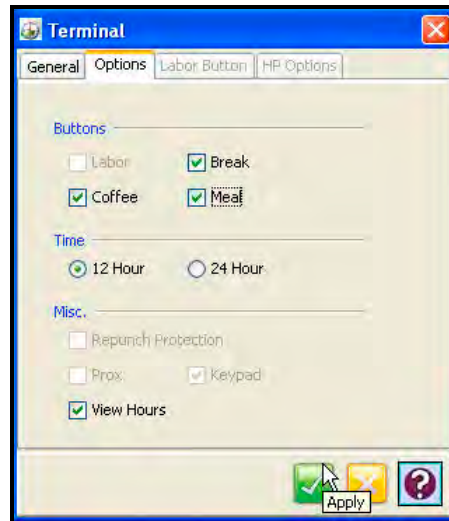 Terminal
General Options Labor Button HP Options
Buttons
Labor Break
Coffee Meal
Time
12 Hour 24 Hour
Misc.
Repunch Protection
Prox Keypad
View Hours
Apply